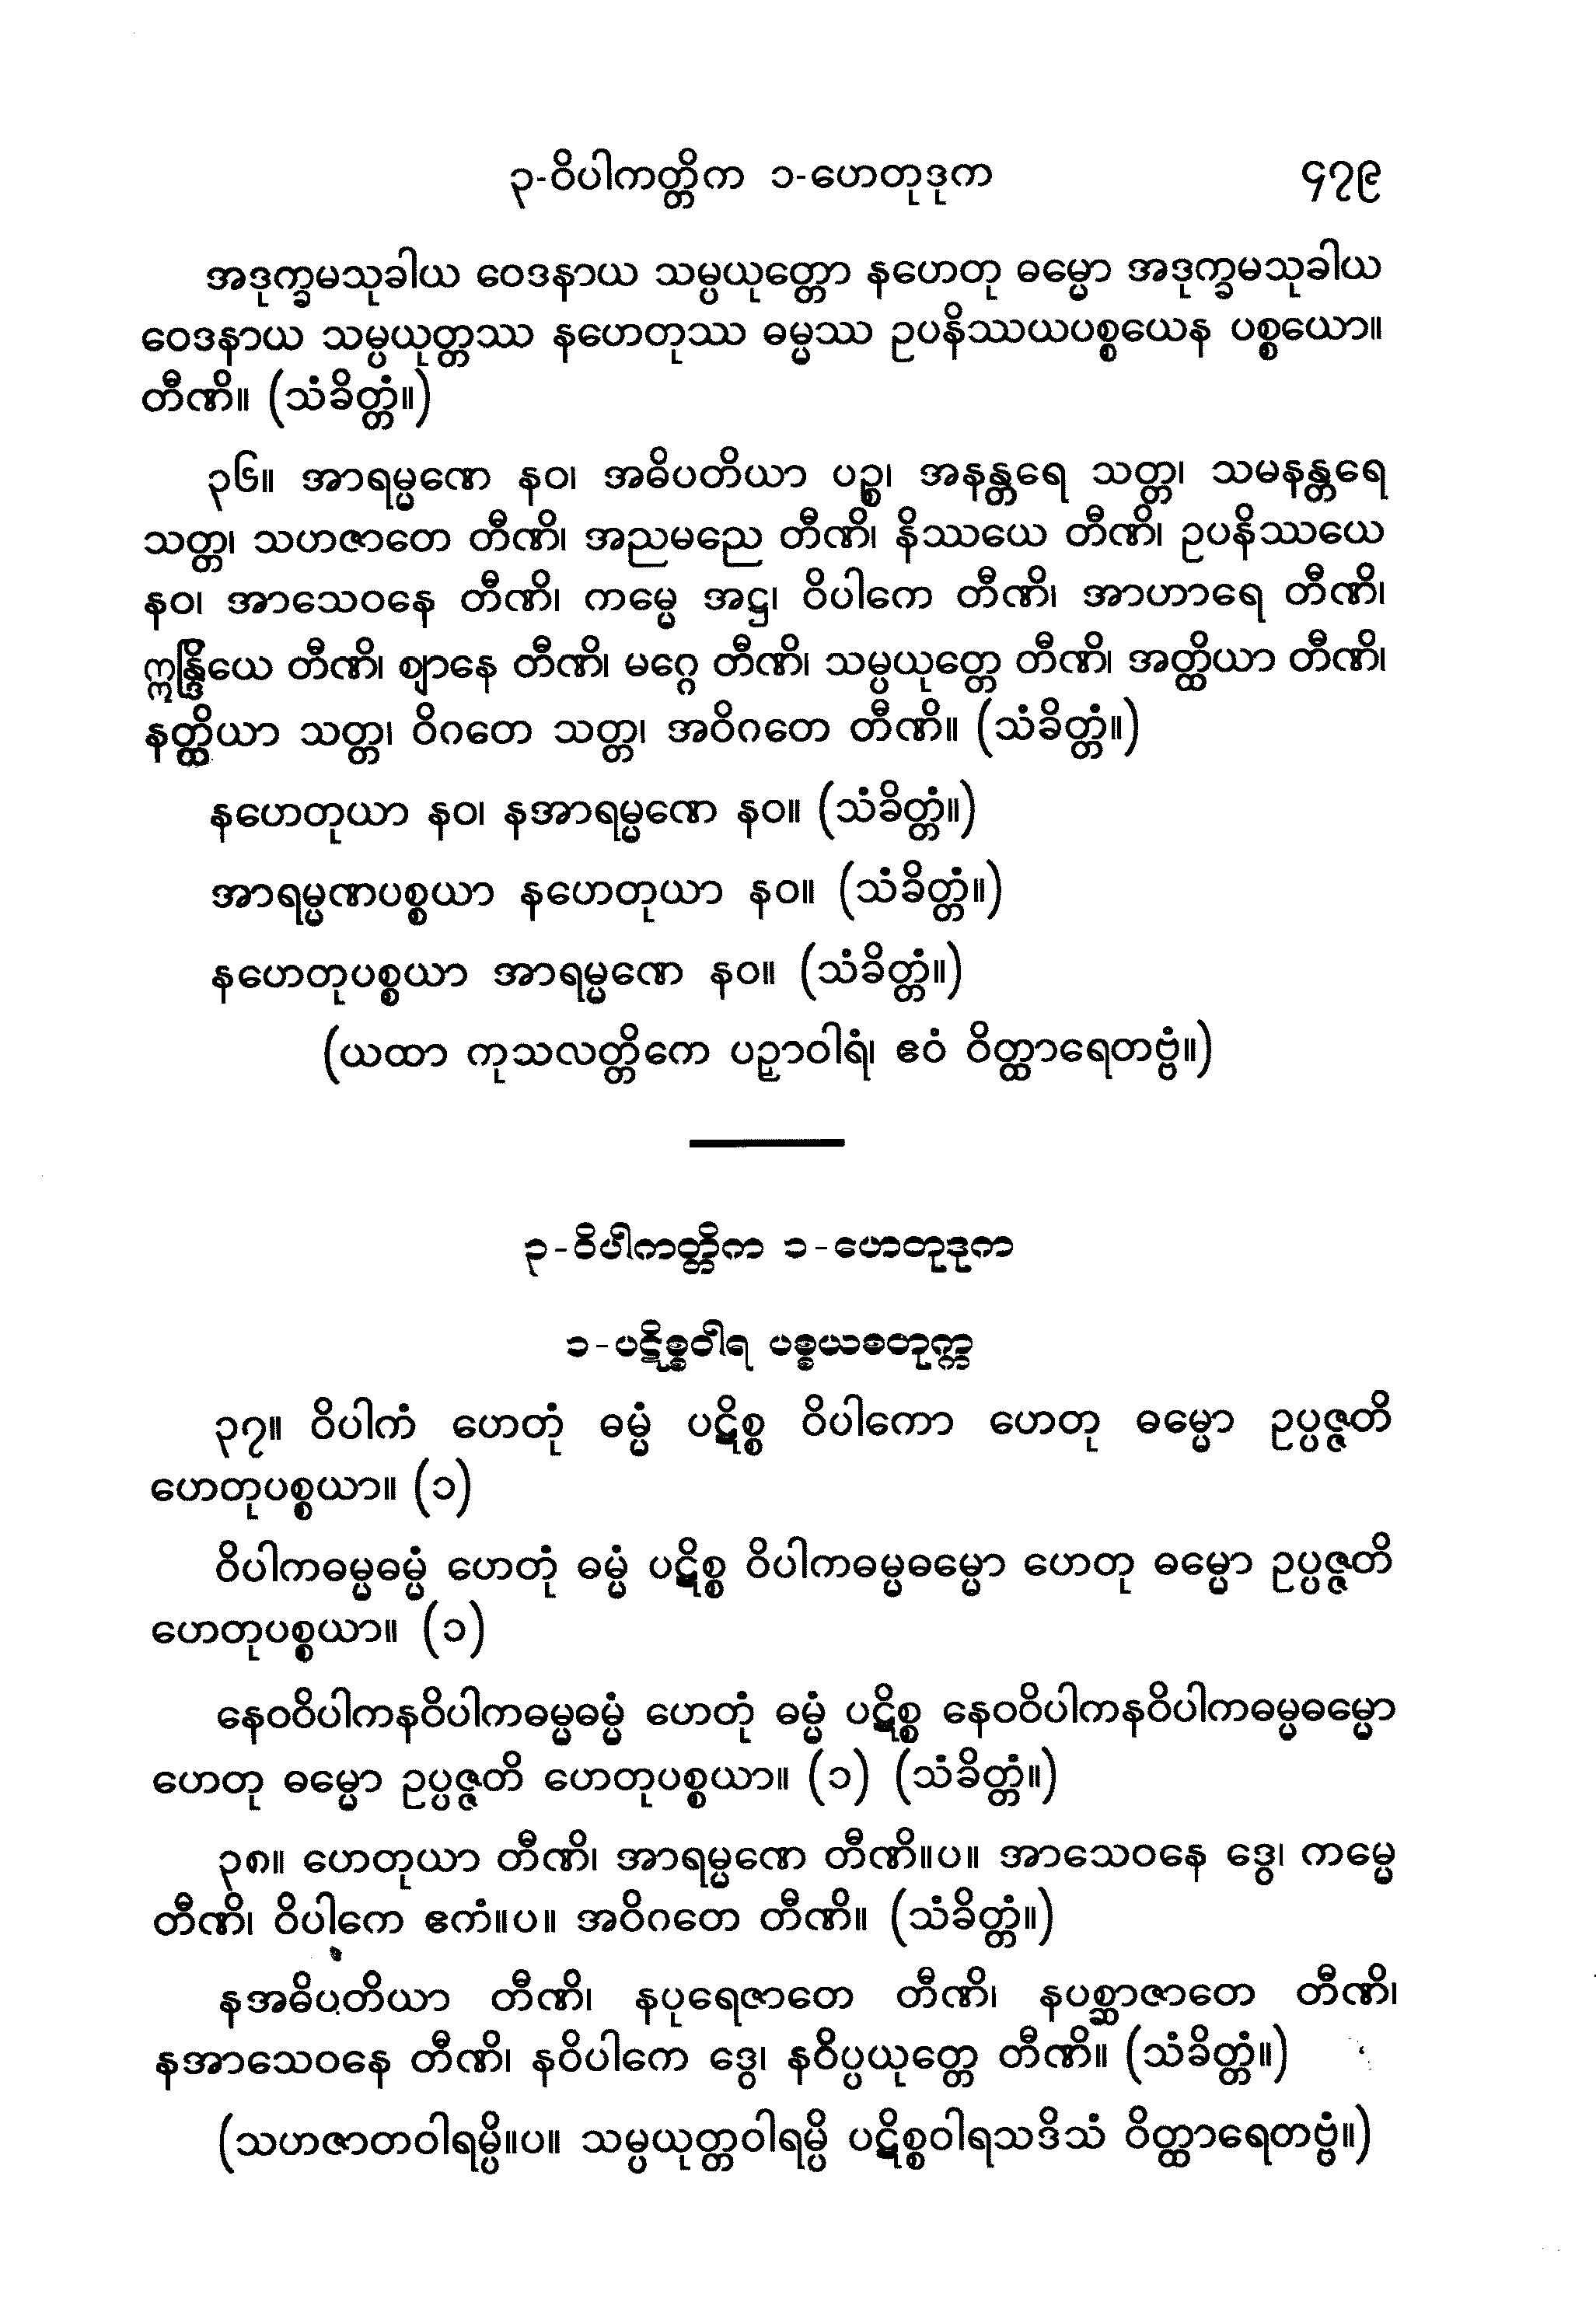 ၃-ဝိပါကတ္တိက ၁-ဟေတုဒုက ၄၇၉
အဒုက္ခမသုခါယ ဝေဒနာယ သမ္ပယုတ္တော နဟေတု ဓမ္မော အဒုက္ခမသုခါယ
ဝေဒနာယ သမ္ပယုတ္တဿ နဟေတုဿ ဓမ္မဿ ဥပနိဿယပစ္စယေန ပစ္စယော။
တီဏိ။ (သံခိတ္တံ။)
၃၆။ အာရမ္မဏေ နဝ၊ အဓိပတိယာ ပဉ္စ၊ အနန္တရေ သတ္တ၊ သမနန္တရေ
သတ္တ၊ သဟဇာတေ တီဏိ၊ အညမညေ တီဏိ၊ နိဿယေ တီဏိ၊ ဥပနိဿယေ
နဝ၊ အာသေဝနေ တီဏိ၊ ကမ္မေ အဋ္ဌ၊ ဝိပါကေ တီဏိ၊ အာဟာရေ တီဏိ၊
ဣန္ဒြိယေ တီဏိ၊ ဈာနေ တီဏိ၊ မဂ္ဂေ တီဏိ၊ သမ္ပယုတ္တေ တီဏိ၊ အတ္ထိယာ တီဏိ၊
နတ္ထိယာ သတ္တ၊ ဝိဂတေ သတ္တ၊ အဝိဂတေ တီဏိ။ (သံခိတ္တံ။)
နဟေတုယာ နဝ၊ နအာရမ္မဏေ နဝ။ (သံခိတ္တံ။)
အာရမ္မဏပစ္စယာ နဟေတုယာ နဝ။ (သံခိတ္တံ။)
နဟေတုပစ္စယာ အာရမ္မဏေ နဝ။ (သံခိတ္တံ။)
(ယထာ ကုသလတ္တိကေ ပဉှာဝါရံ၊ ဧဝံ ဝိတ္ထာရေတဗ္ဗံ။)
၃-ဝိပါကတ္တိက ၁-ဟေတုဒုက
၁-ပဋိစ္စဝါရ ပစ္စယစတုက္က
၃၇။ ဝိပါကံ ဟေတုံ ဓမ္မံ ပဋိစ္စ ဝိပါကော ဟေတု ဓမ္မော ဥပ္ပဇ္ဇတိ
ဟေတုပစ္စယာ။ (၁)
ဝိပါကဓမ္မဓမ္မံ ဟေတုံ ဓမ္မံ ပဋိစ္စ ဝိပါကဓမ္မဓမ္မော ဟေတု ဓမ္မော ဥပ္ပဇ္ဇတိ
ဟေတုပစ္စယာ။ (၁)
နေဝဝိပါကနဝိပါကဓမ္မဓမ္မံ ဟေတုံ ဓမ္မံ ပဋိစ္စ နေဝဝိပါကနဝိပါကဓမ္မဓမ္မော
ဟေတု ဓမ္မော ဥပ္ပဇ္ဇတိ ဟေတုပစ္စယာ။ (၁) (သံခိတ္တံ။)
၃၈။ ဟေတုယာ တီဏိ၊ အာရမ္မဏေ တီဏိ။ပ။ အာသေဝနေ ဒွေ၊ ကမ္မေ
တီဏိ၊ ဝိပါကေ ဧကံ။ပ။ အဝိဂတေ တီဏိ။ (သံခိတ္တံ။)
နအဓိပတိယာ တီဏိ၊ နပုရေဇာတေ တီဏိ၊ နပစ္ဆာဇာတေ တီဏိ၊
နအာသေဝနေ တီဏိ၊ နဝိပါကေ ဒွေ၊ နဝိပ္ပယုတ္တေ တီဏိ။ (သံခိတ္တံ။)
(သဟဇာတဝါရမ္ပိ။ပ။ သမ္ပယုတ္တဝါရမ္ပိ ပဋိစ္စဝါရသဒိသံ ဝိတ္ထာရေတဗ္ဗံ။)